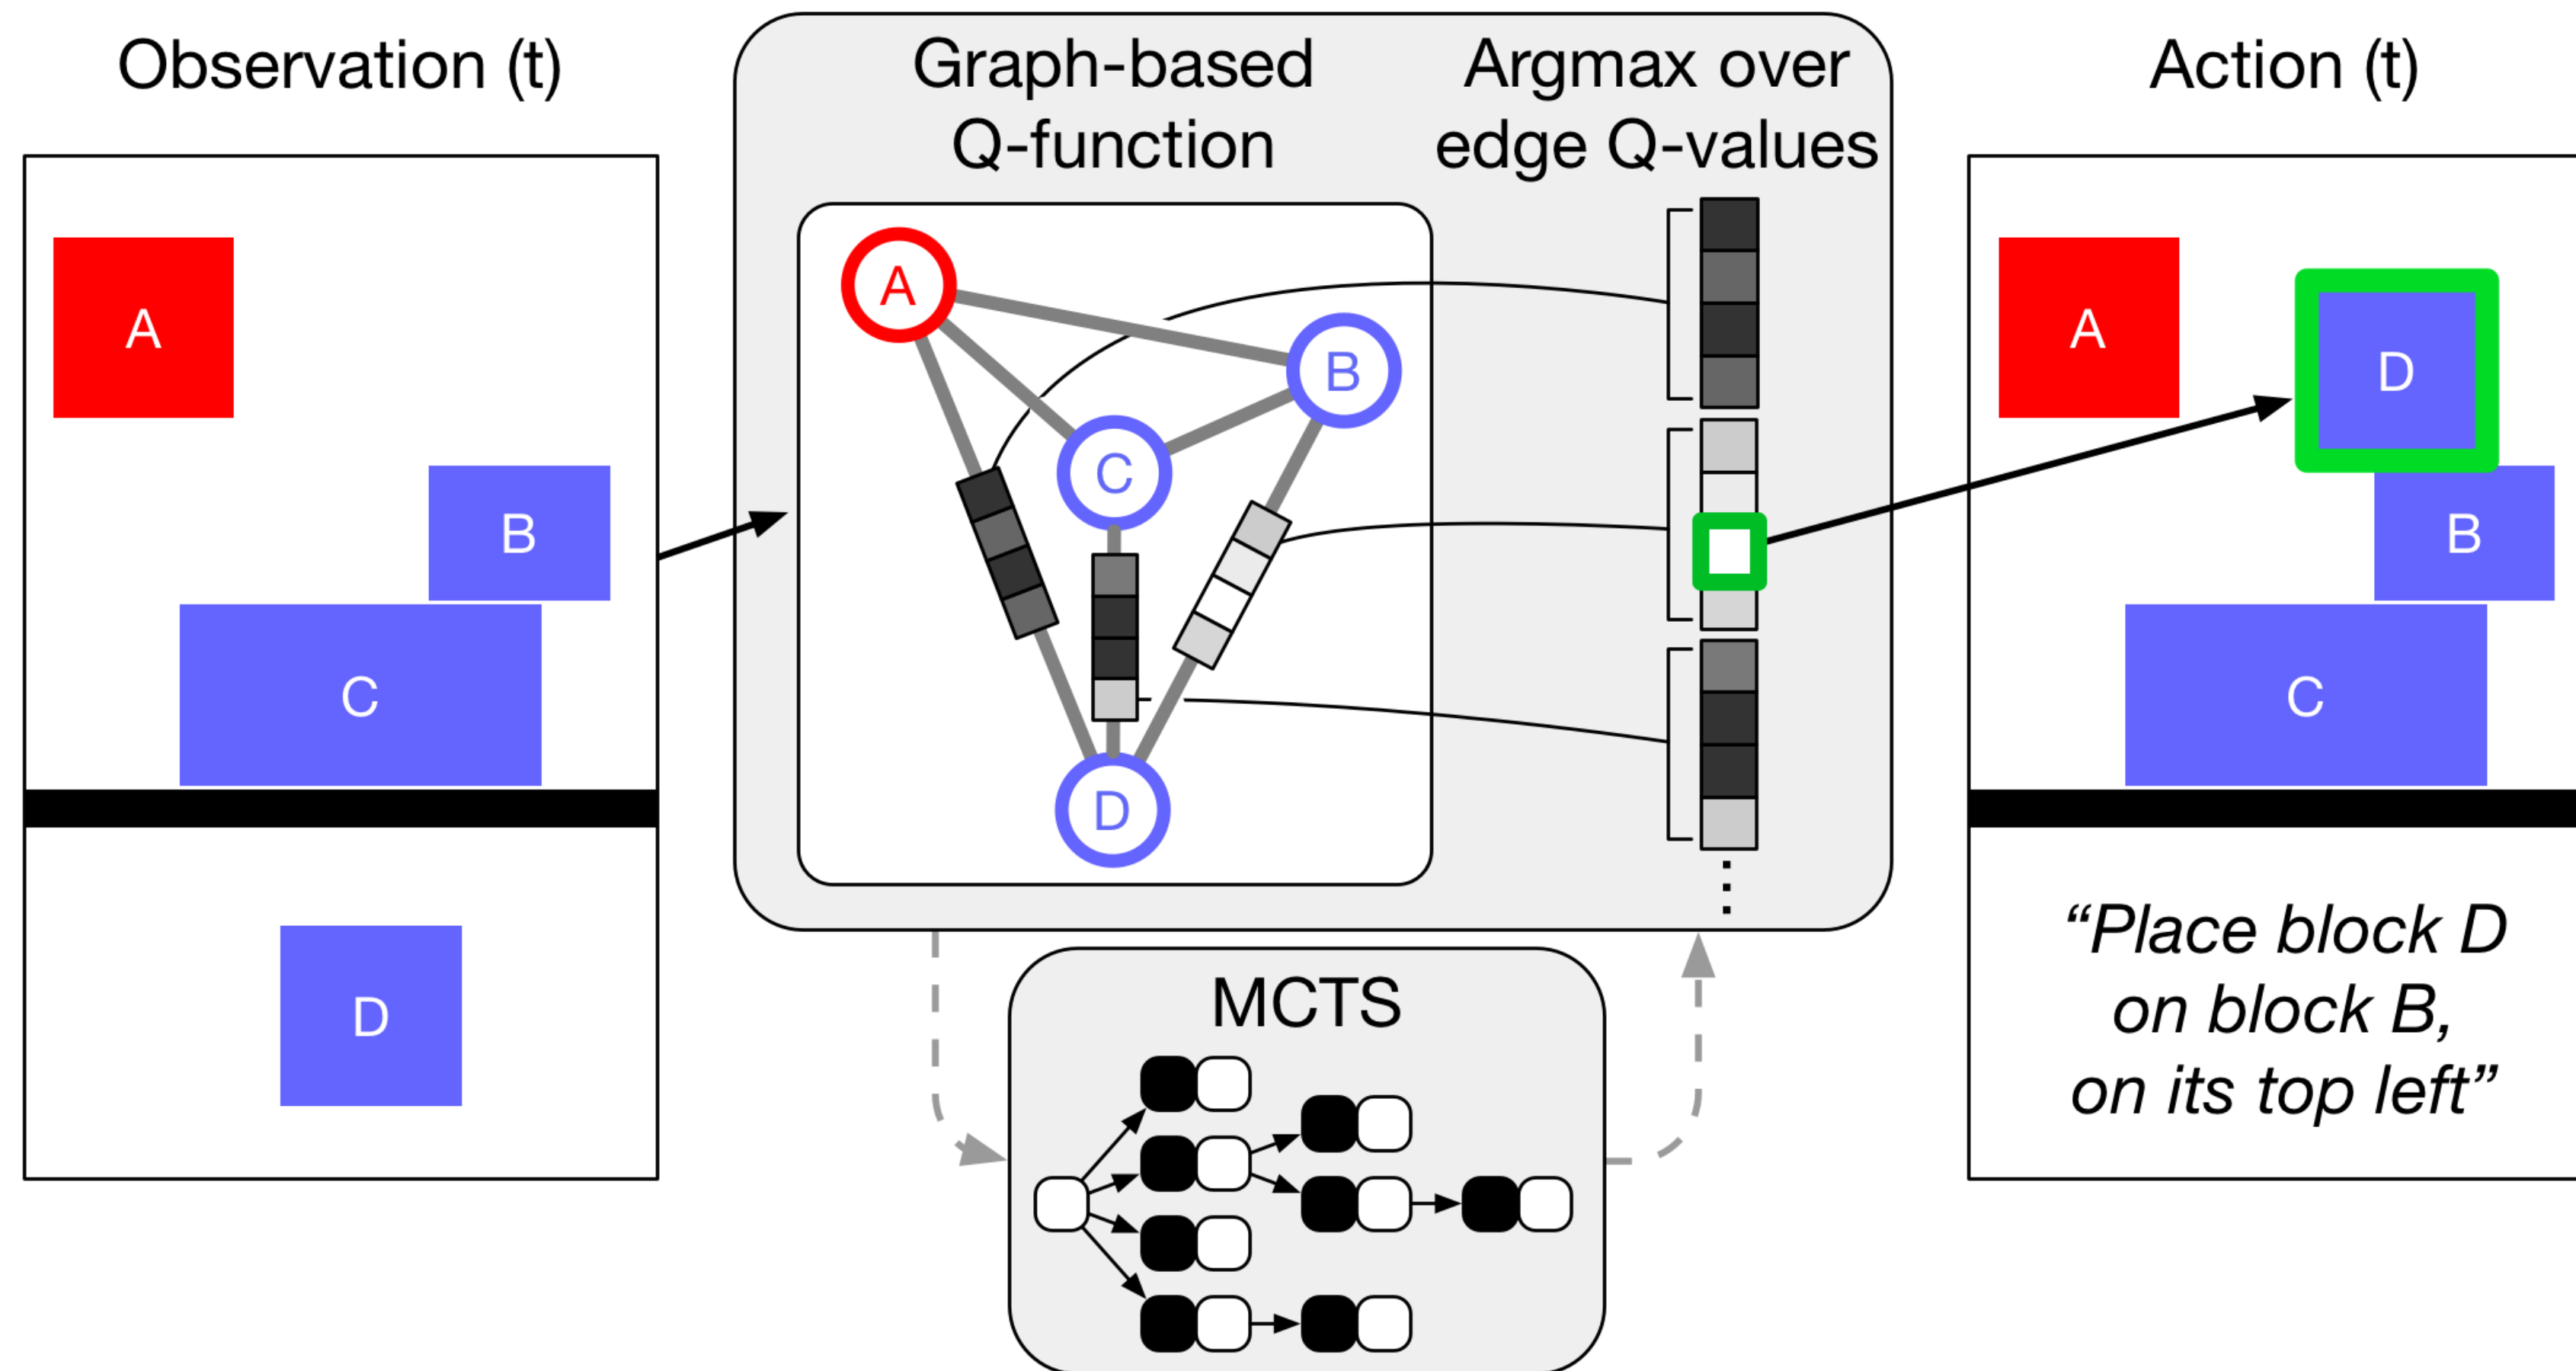 Observation (t)
A
B
C
D
Graph-based
Q-function
A
B
C
D
Argmax over
edge Q-values
MCTS
Action (t)
A
D
B
C
“Place block D
on block B,
on its top left”